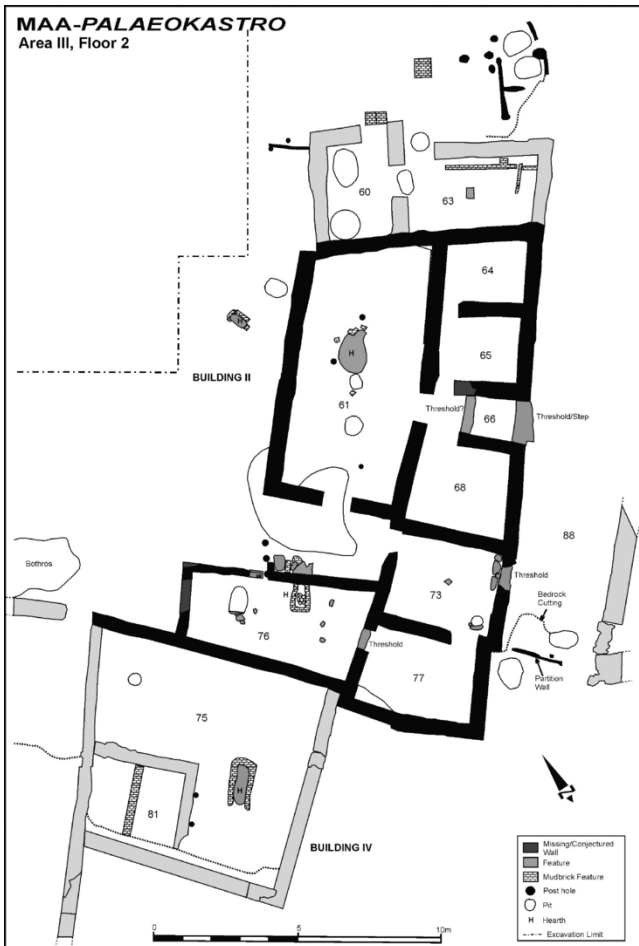 MAA-PALAEOKASTRO
Area III, Floor 2
60
63
64
H
BUILDING II
H
65
61
Threshold?
66
Threshold/Step
68
88
Bothros
H
73
Threshold
Bedrock
Cutting
76
Threshold
77
Partition
Wall
75
H
81
BUILDING IV
N
Missing/Conjectured
Wall
Feature
Mudbrick Feature
Post hole
Pit
H Hearth
Excavation Limit
0 5 10m